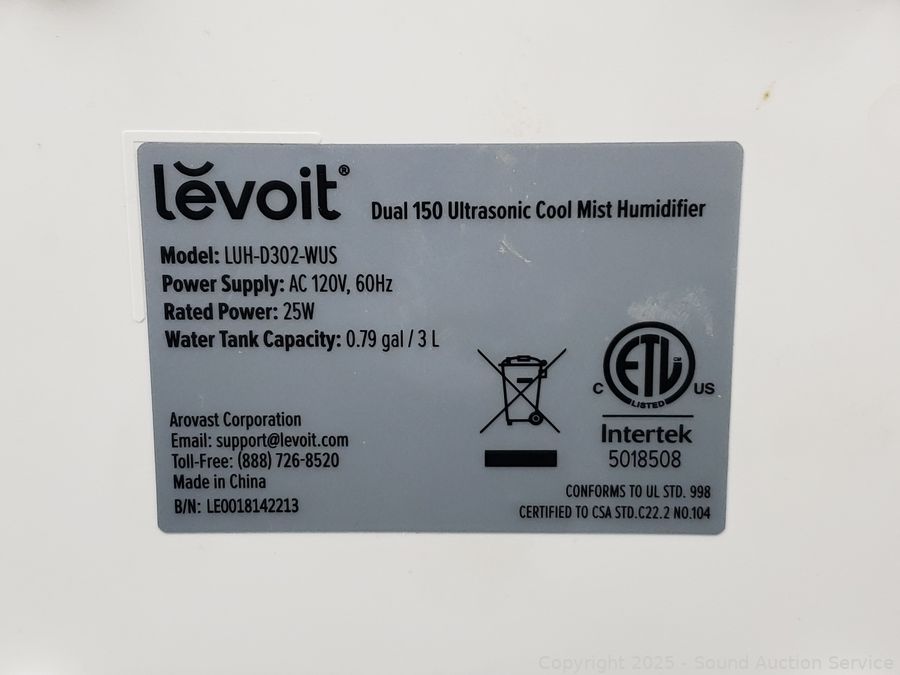 levoit®
Dual 150 Ultrasonic Cool Mist Humidifier
Model: LUH-D302-WUS
Power Supply: AC 120V, 60Hz
Rated Power: 25W
Water Tank Capacity: 0.79 gal / 3 L
Arovast Corporation
Email: support@levoit.com
Toll-Free: (888) 726-8520
Made in China
B/N: LE0018142213
ETL CM
C US
LISTED
Intertek
5018508
CONFORMS TO UL STD. 998
CERTIFIED TO CSA STD.C22.2 NO.104
Copyright 2025 - Sound Auction Service